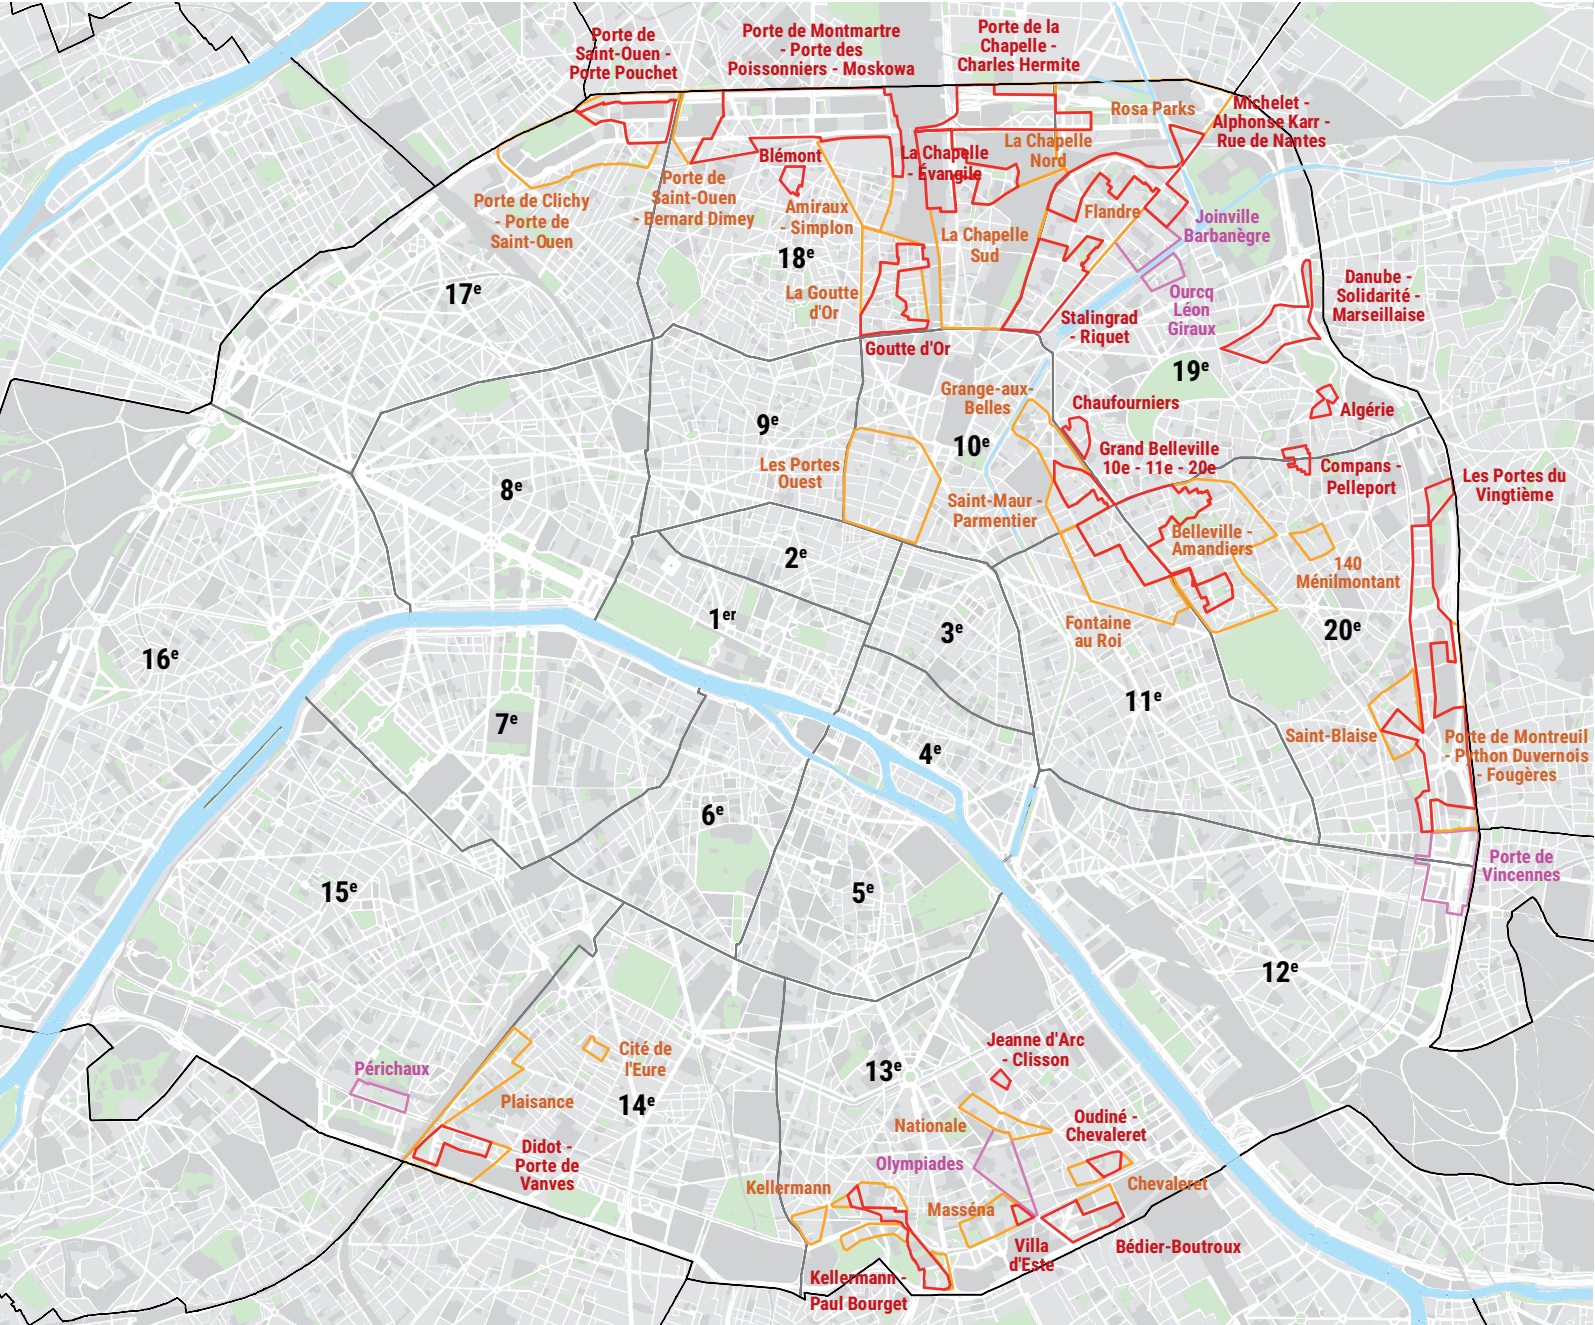 Porte de
Saint-Ouen -
Porte Pouchet
Porte de Montmartre
- Porte des
Poissonniers - Moskowa
Porte de la
Chapelle -
Charles Hermite
Rosa Parks
Michelet -
Alphonse Karr -
Rue de Nantes
La Chapelle
Nord
La Chapelle
- Évangile
Blémont
Porte de Clichy
- Porte de
Saint-Ouen
Porte de
Saint-Ouen
- Bernard Dimey
Amiraux
- Simplon
18e
La Chapelle
Sud
Flandre
Joinville
Barbanègre
17e
La Goutte
d'Or
Ourcq
Léon
Giraux
Danube -
Solidarité -
Marseillaise
Stalingrad
- Riquet
Goutte d'Or
19e
Grange-aux-
Belles
Chaufourniers
Algérie
9e
10e
Grand Belleville
10e - 11e - 20e
Les Portes
Ouest
Compans -
Pelleport
Les Portes du
Vingtième
8e
Saint-Maur -
Parmentier
Belleville -
Amandiers
2e
140
Ménilmontant
1er
3e
Fontaine
au Roi
20e
16e
7e
11e
4e
Saint-Blaise
Porte de Montreuil
- Python Duvernois
- Fougères
6e
15e
5e
Porte de
Vincennes
12e
Périchaux
Cité de
l'Eure
Plaisance
14e
13e
Jeanne d'Arc
- Clisson
Nationale
Oudiné -
Chevaleret
Didot -
Porte de
Vanves
Olympiades
Kellermann
Chevaleret
Masséna
Villa
d'Este
Bédier-Boutroux
Kellermann -
Paul Bourget